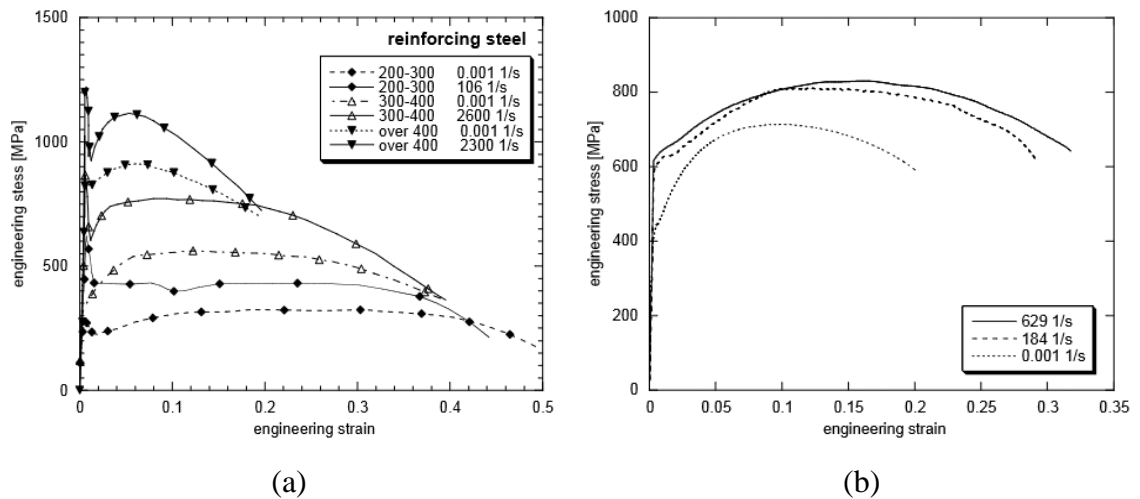 1500
1000
500
0
engineering stess [MPa]
reinforcing steel
200-300 0.001 1/s
200-300 106 1/s
300-400 0.001 1/s
300-400 2600 1/s
over 400 0.001 1/s
over 400 2300 1/s
0 0.1 0.2 0.3 0.4 0.5
engineering strain
(a)
1000
800
600
400
200
0
engineering stress [MPa]
629 1/s
184 1/s
0.001 1/s
0 0.05 0.1 0.15 0.2 0.25 0.3 0.35
engineering strain
(b)